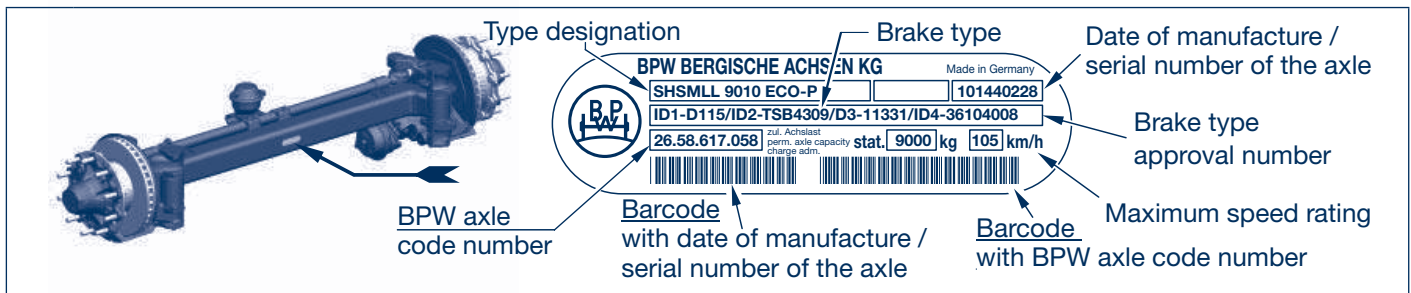 Type designation
Brake type
Date of manufacture /
serial number of the axle
BPW BERGISCHE ACHSEN KG
Made in Germany
SHSMLL 9010 ECO-P
101440228
BPW
ID1-D115/ID2-TSB4309/D3-11331/ID4-36104008
Brake type
approval number
26.58.617.058
zul. Achslast
perm. axle capacity
charge adm.
stat. 9000 kg 105 km/h
BPW axle
code number
Barcode
with date of manufacture /
serial number of the axle
Maximum speed rating
Barcode
with BPW axle code number